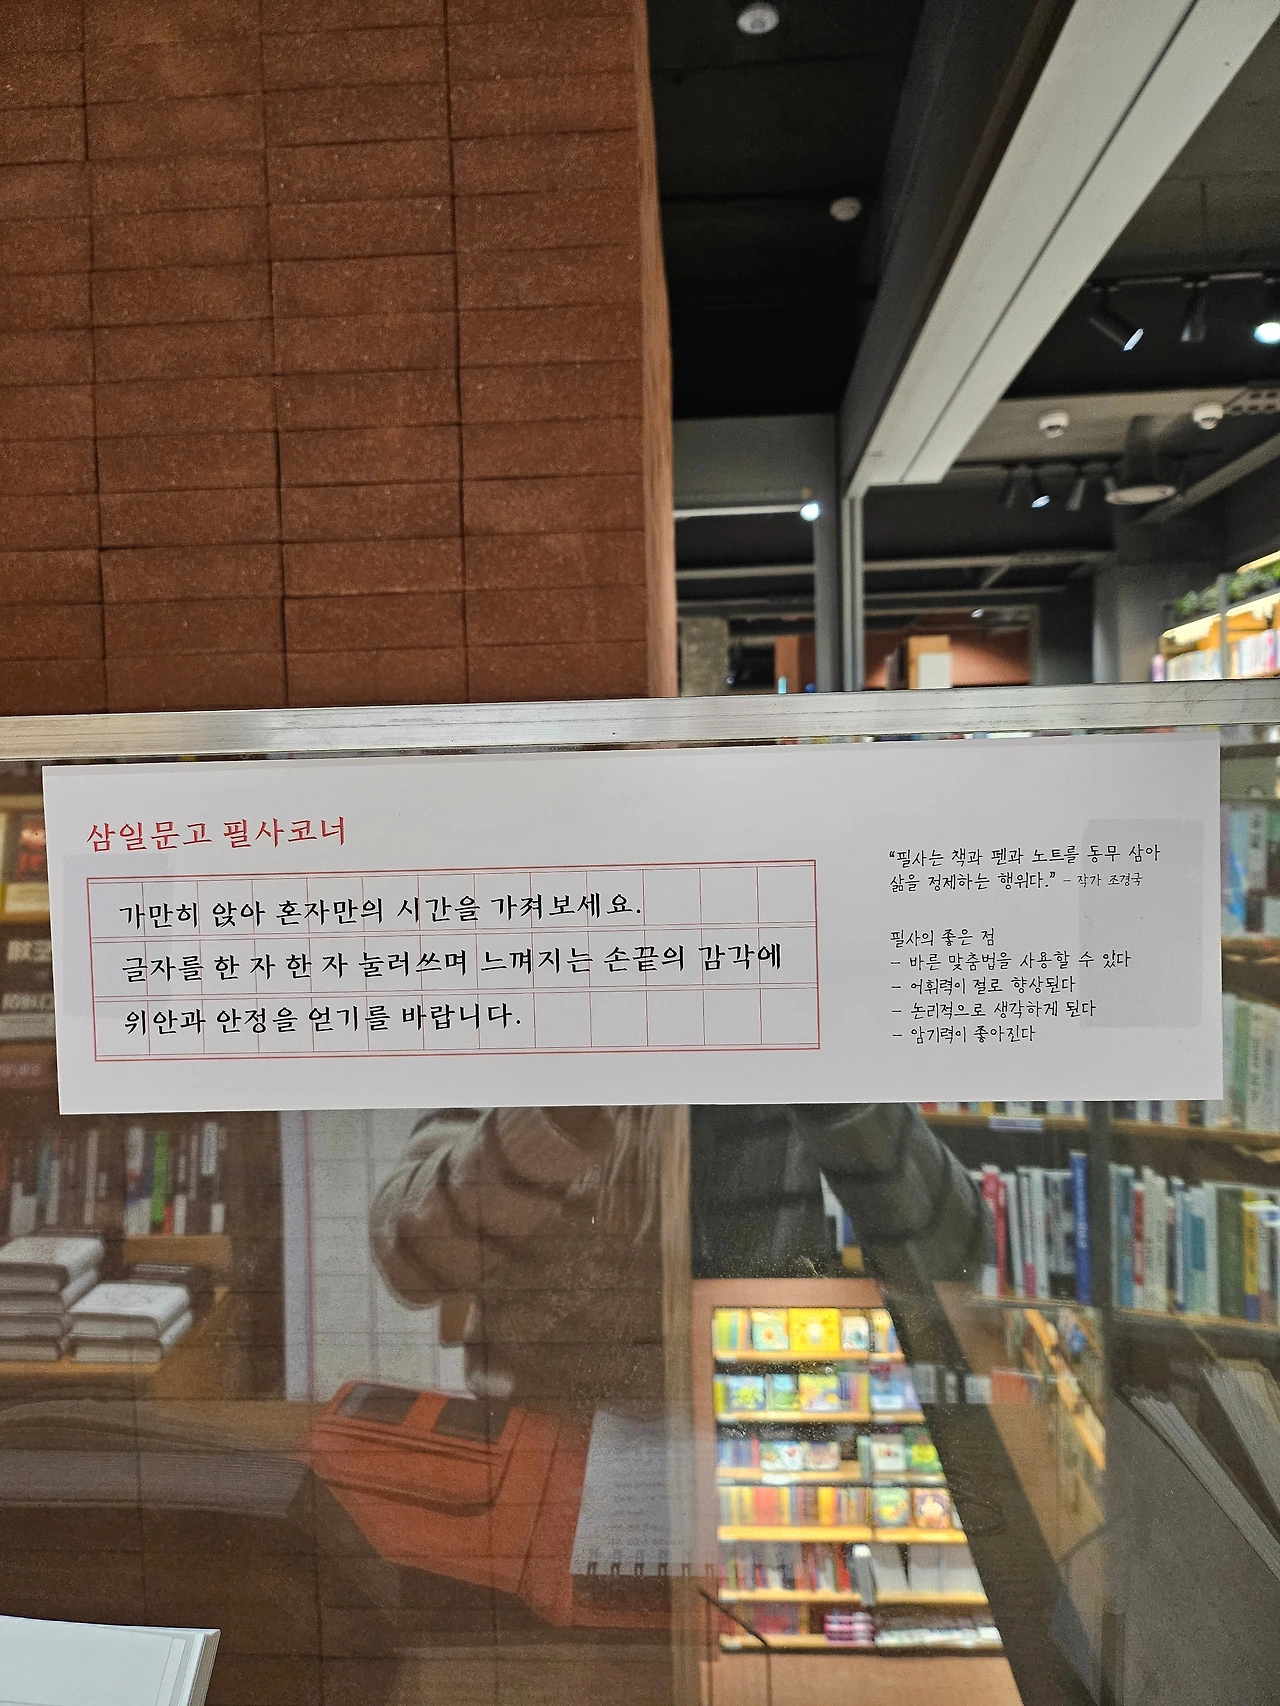 삼일문고 필사코너
가만히 앉아 혼자만의 시간을 가져보세요.
글자를 한 자 한 자 눌러쓰며 느껴지는 손끝의 감각에
위안과 안정을 얻기를 바랍니다.
“필사는 책과 펜과 노트를 동무 삼아
삶을 정제하는 행위다.” - 작가 조경국
필사의 좋은 점
- 바른 맞춤법을 사용할 수 있다
- 어휘력이 절로 향상된다
- 논리적으로 생각하게 된다
- 암기력이 좋아진다